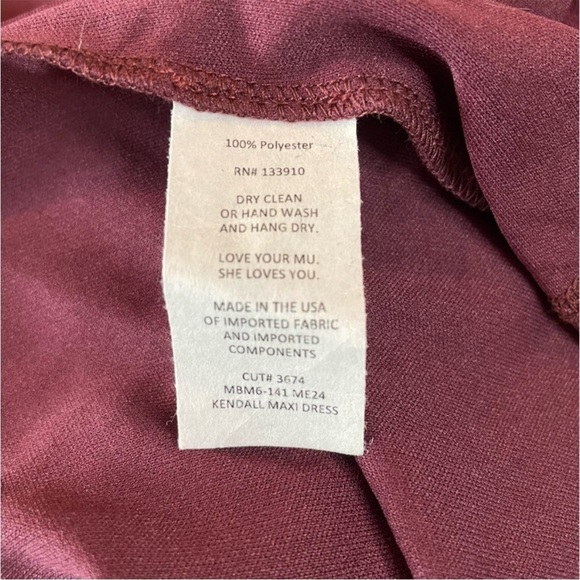 100% Polyester
RN# 133910
DRY CLEAN
OR HAND WASH
AND HANG DRY.
LOVE YOUR MU.
SHE LOVES YOU.
MADE IN THE USA
OF IMPORTED FABRIC
AND IMPORTED
COMPONENTS
CUT# 3674
MBM6-141 ME24
KENDALL MAXI DRESS